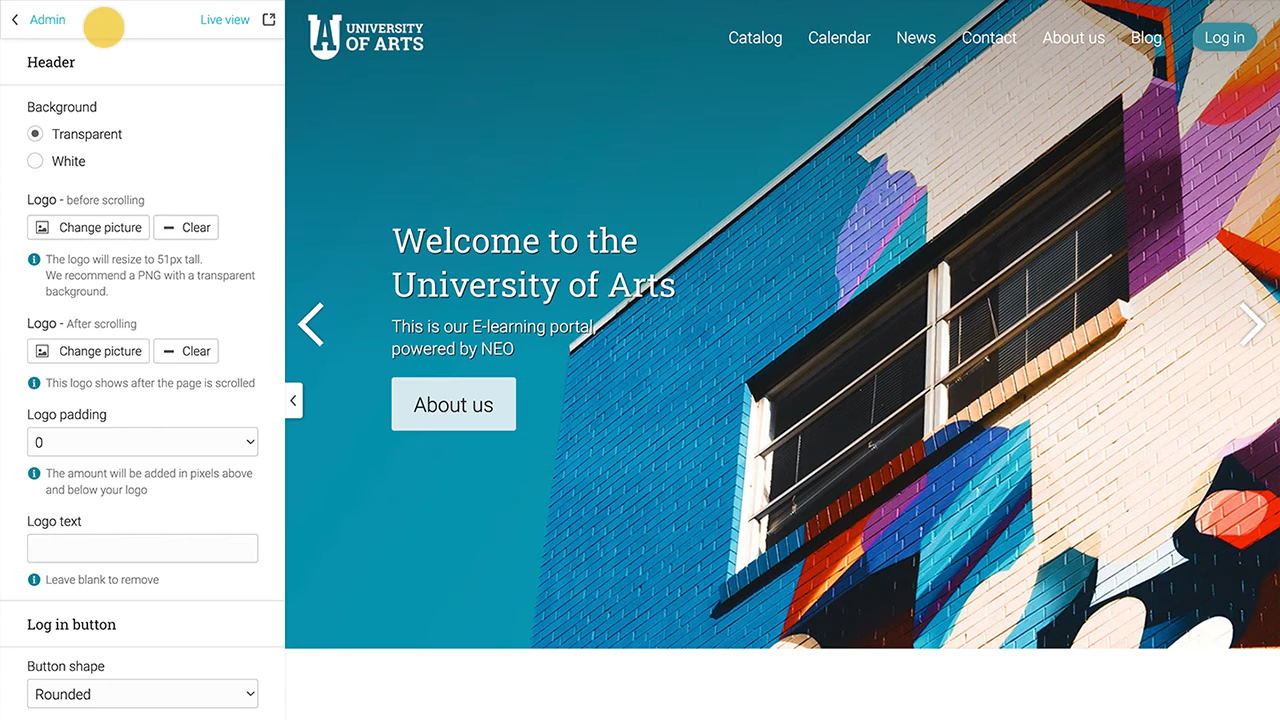 Admin
Live view
Header
Background
Transparent
White
Logo - before scrolling
Change picture
Clear
The logo will resize to 51px tall.
We recommend a PNG with a transparent
background.
Logo - After scrolling
Change picture
Clear
This logo shows after the page is scrolled
Logo padding
0
The amount will be added in pixels above
and below your logo
Logo text
Leave blank to remove
Log in button
Button shape
Rounded
A UNIVERSITY
OF ARTS
Catalog
Calendar
News
Contact
About us
Blog
Log in
Welcome to the
University of Arts
This is our E-learning portal,
powered by NEO
About us